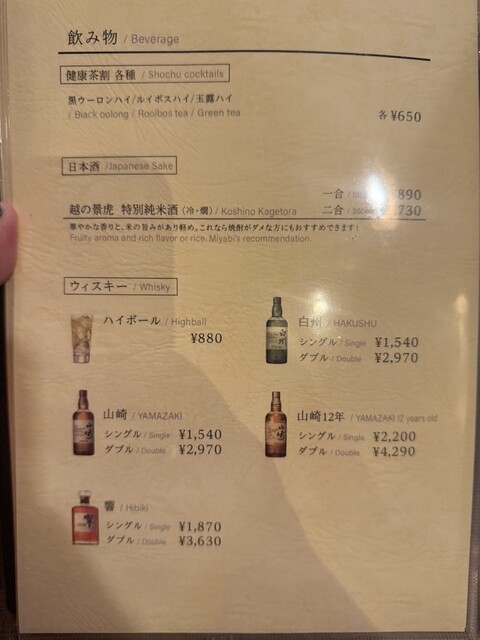 飲み物 / Beverage
健康茶割 各種 / Shochu cocktails
黒ウーロンハイ/ルイボスハイ/玉露ハイ
/ Black oolong / Rooibos tea / Green tea
各 ¥650
日本酒 /Japanese Sake
一合 /
890
越の景虎 特別純米酒 (冷・燗) / Koshino Kagetora
二合 /
730
華やかな香りと、米の旨みがあり軽め。これなら焼酎がダメな方にもおすすめできます!
Fruity aroma and rich flavor or rice. Miyabi's recommendation.
ウィスキー / Whisky
ハイボール / Highball
¥880
白州 / HAKUSHU
シングル / Single ¥1,540
ダブル / Double ¥2,970
山崎 / YAMAZAKI
シングル / Single ¥1,540
ダブル / Double ¥2,970
山崎12年 / YAMAZAKI 12 years old
シングル / Single ¥2,200
ダブル / Double ¥4,290
響 / Hibiki
シングル / Single ¥1,870
ダブル / Double ¥3,630